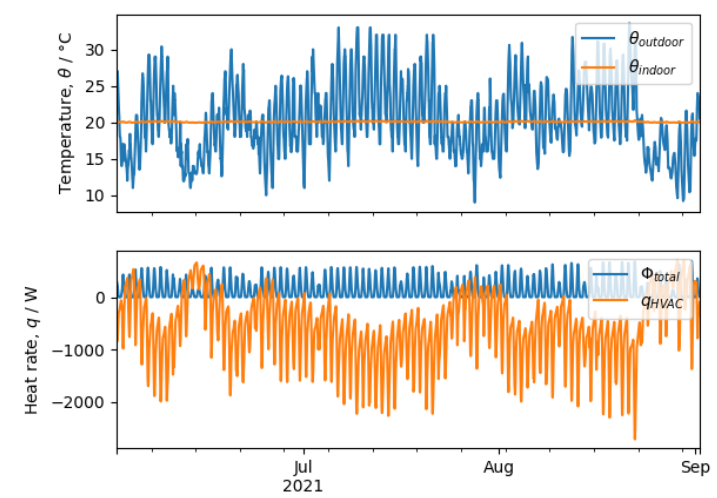 30
25
20
15
10
Temperature, θ / °C
θoutdoor
θindoor
0
−1000
−2000
Heat rate, q / W
Φtotal
qHVAC
Jul
2021
Aug
Sep